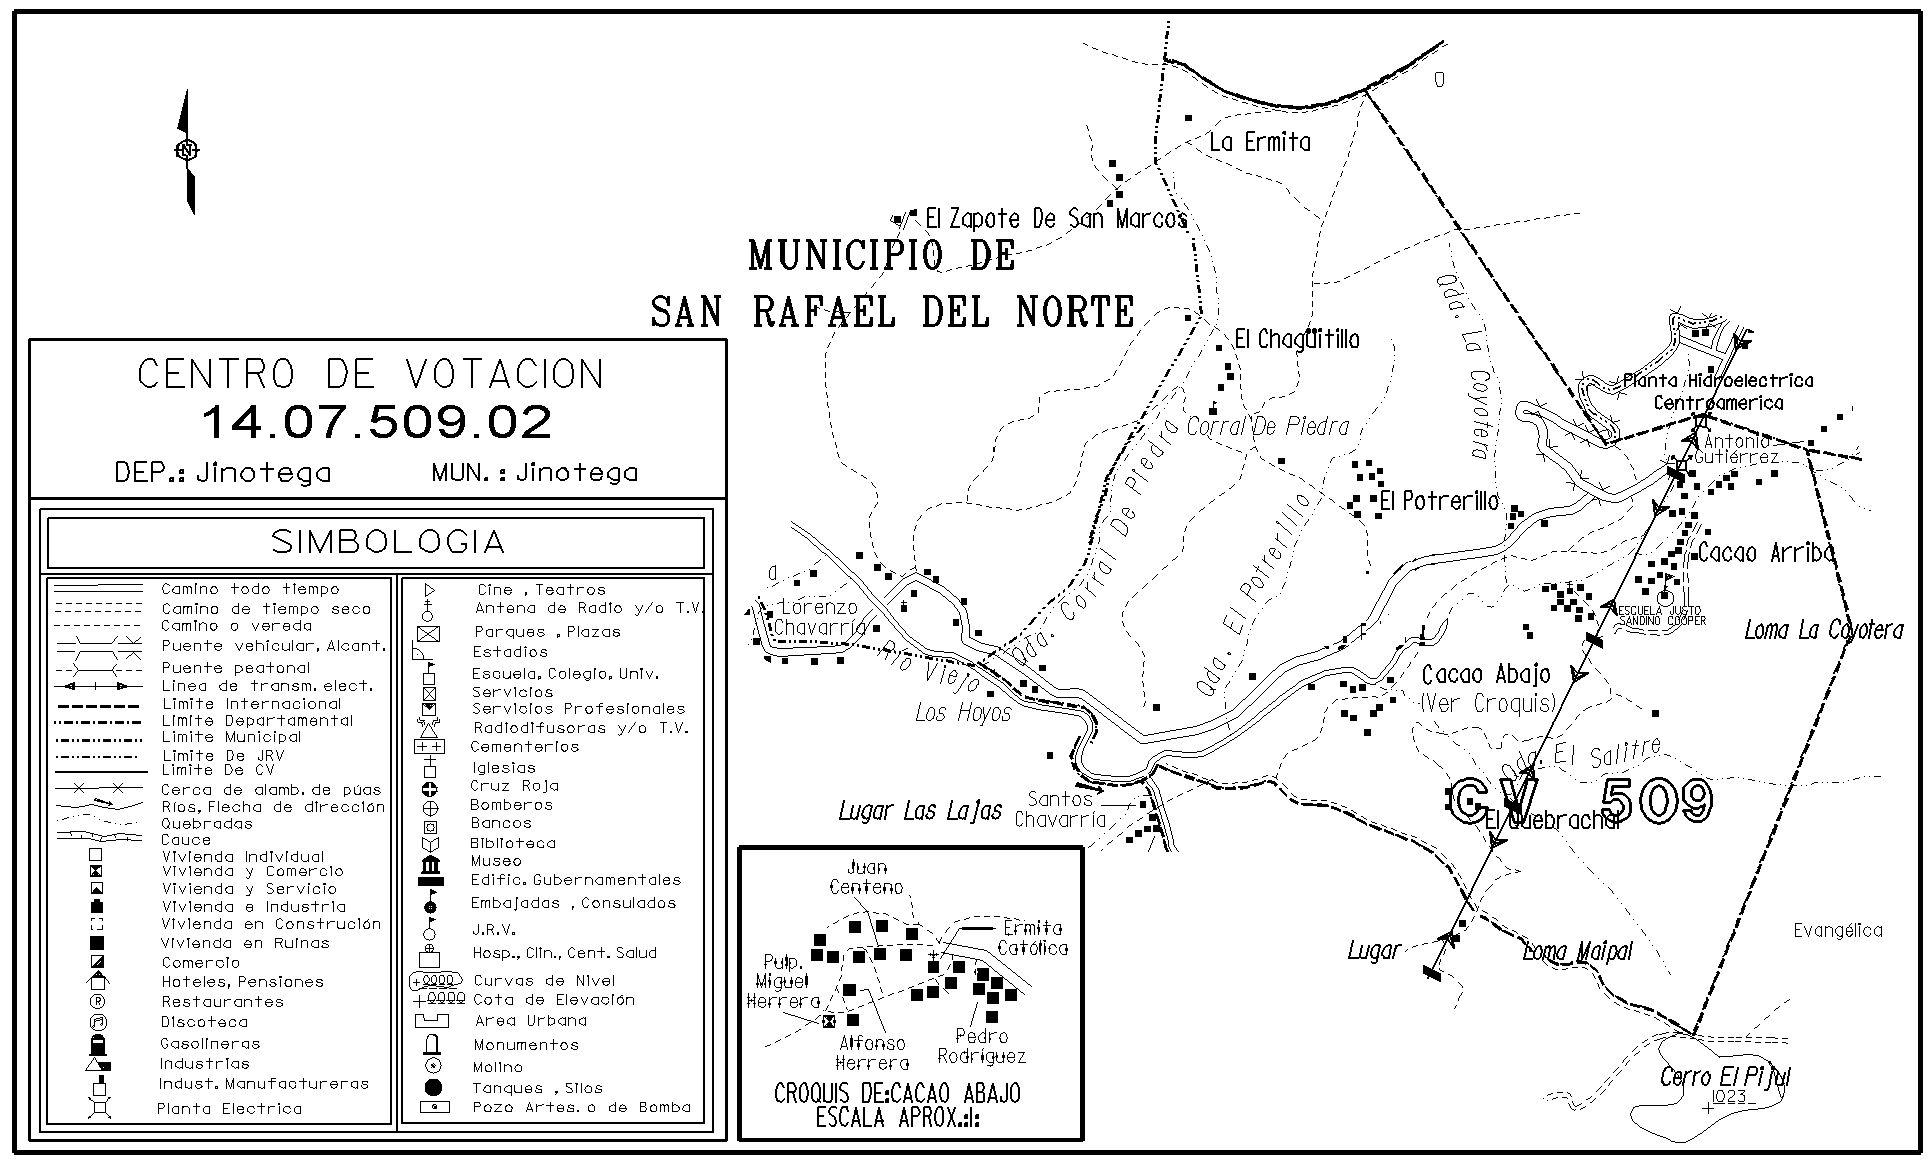 N
La Ermita
El Zapote De San Marcos
MUNICIPIO DE
SAN RAFAEL DEL NORTE
Qda. La Coyotera
El Chagüitillo
CENTRO DE VOTACION
14.07.509.02
DEP.: Jinotega
MUN.: Jinotega
Planta Hidroelectrica
Centroamerica
Corral De Piedra
Antonio
Gutiérrez
Qda. Corral De Piedra
Qda. El Potrerillo
El Potrerillo
Cacao Arriba
ESCUELA JUSTO
SANDINO COOPER
Loma La Coyotera
Lorenzo
Chavarría
Río Viejo
Los Hoyos
Cacao Abajo
(Ver Croquis)
Qda. El Salitre
CV 509
El Quebrachal
Lugar Las Lajas
Santos
Chavarría
Lugar
Loma Maipal
Evangélica
Cerro El Pijul
1023
SIMBOLOGIA
Camino todo tiempo
Camino de tiempo seco
Camino o vereda
Puente vehicular, Alcant.
Puente peatonal
Linea de transm. elect.
Limite Internacional
Limite Departamental
Limite Municipal
Limite De JRV
Limite De CV
Cerca de alamb. de púas
Ríos, Flecha de dirección
Quebradas
Cauce
Vivienda Individual
Vivienda y Comercio
Vivienda y Servicio
Vivienda e Industria
Vivienda en Construción
Vivienda en Ruinas
Comercio
Hoteles, Pensiones
Restaurantes
Discoteca
Gasolineras
Industrias
Indust. Manufactureras
Planta Electrica
Cine , Teatros
Antena de Radio y/o T.V.
Parques , Plazas
Estadios
Escuela, Colegio, Univ.
Servicios
Servicios Profesionales
Radiodifusoras y/o T.V.
Cementerios
Iglesias
Cruz Roja
Bomberos
Bancos
Biblioteca
Museo
Edific. Gubernamentales
Embajadas , Consulados
J.R.V.
Hosp., Clin., Cent. Salud
Curvas de Nivel
Cota de Elevación
Area Urbana
Monumentos
Molino
Tanques , Silos
Pozo Artes. o de Bomba
Juan
Centeno
Ermita
Católica
Pulp.
Miguel
Herrera
Alfonso
Herrera
Pedro
Rodríguez
CROQUIS DE:CACAO ABAJO
ESCALA APROX.:1: